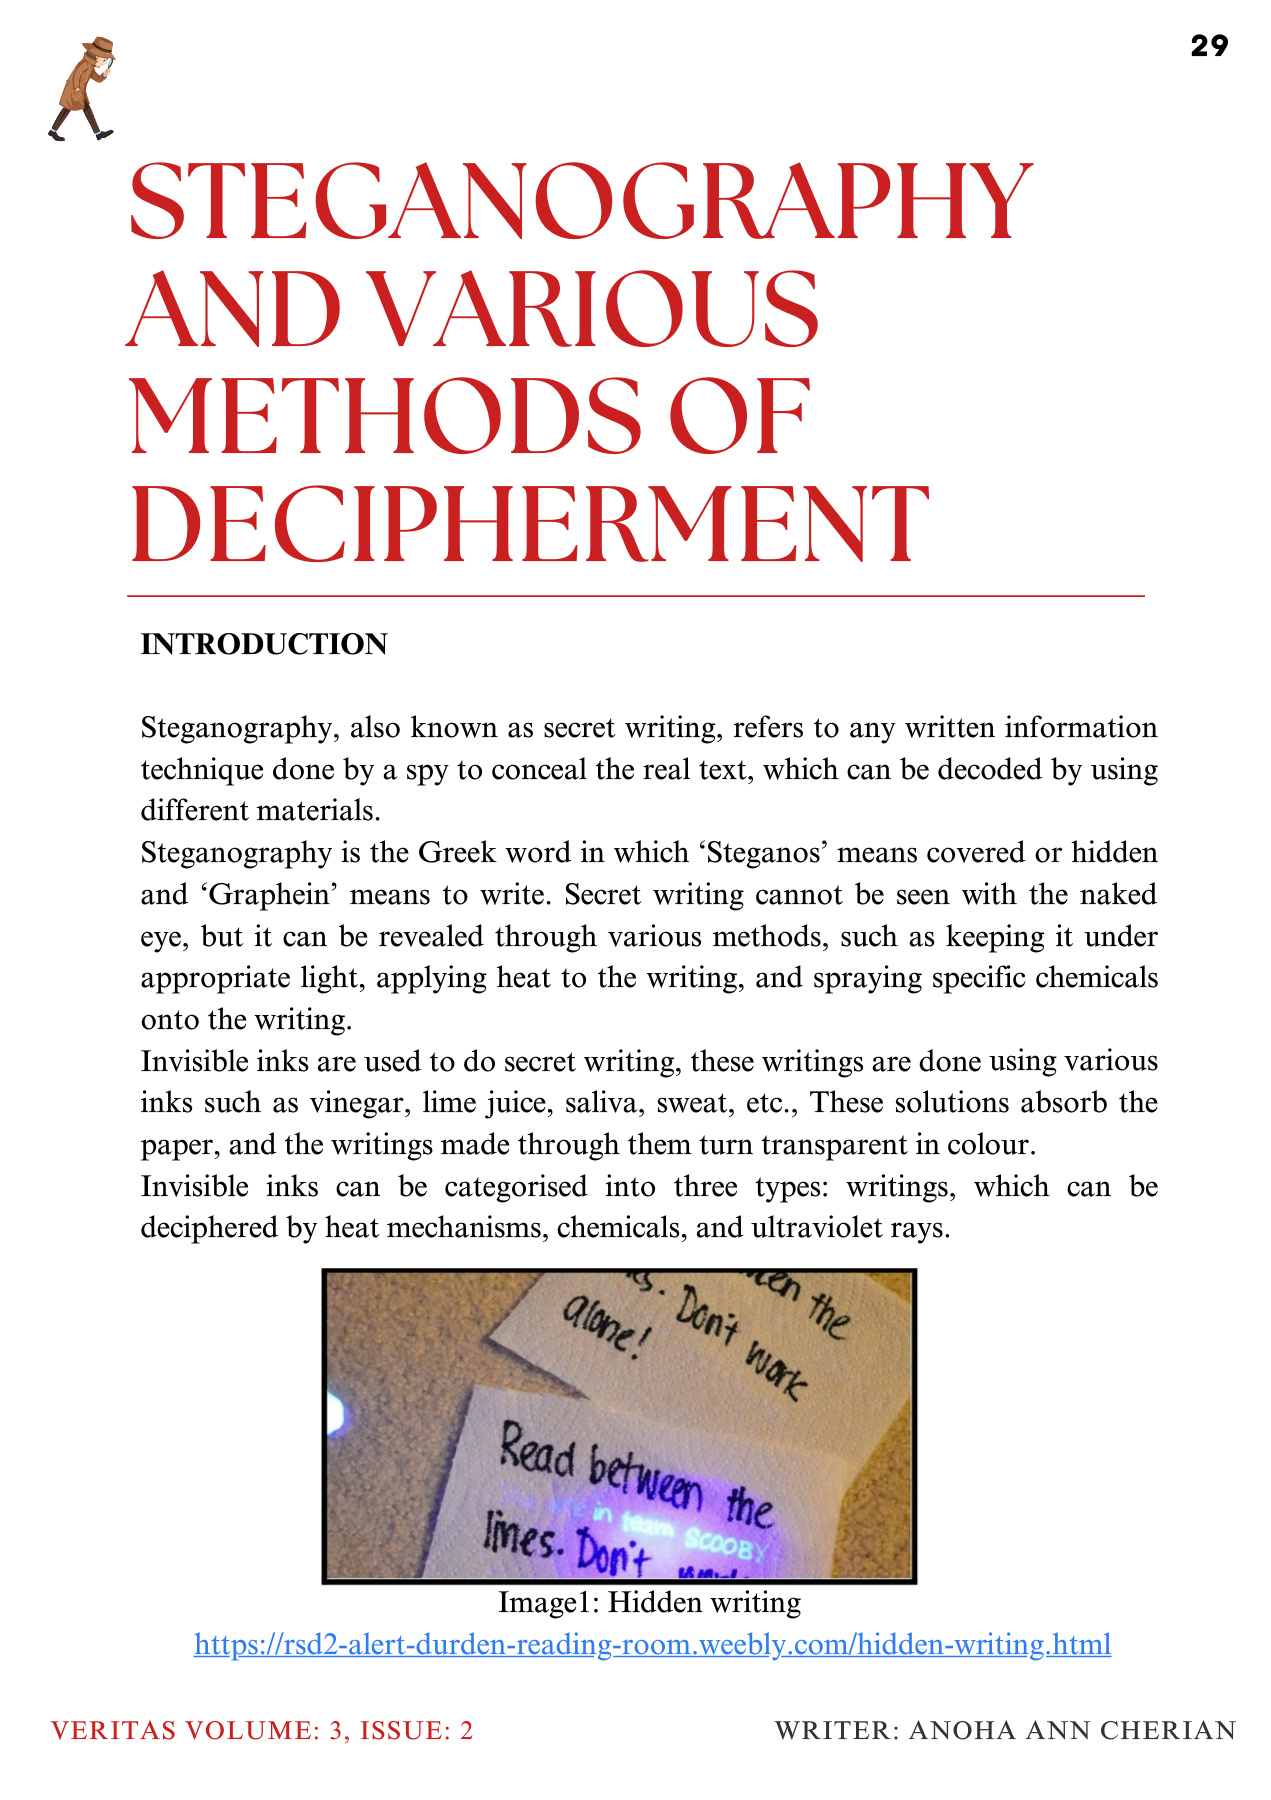 29
STEGANOGRAPHY
AND VARIOUS
METHODS OF
DECIPHERMENT
INTRODUCTION
Steganography, also known as secret writing, refers to any written information
technique done by a spy to conceal the real text, which can be decoded by using
different materials.
Steganography is the Greek word in which ‘Steganos’ means covered or hidden
and ‘Graphein’ means to write. Secret writing cannot be seen with the naked
eye, but it can be revealed through various methods, such as keeping it under
appropriate light, applying heat to the writing, and spraying specific chemicals
onto the writing.
Invisible inks are used to do secret writing, these writings are done using various
inks such as vinegar, lime juice, saliva, sweat, etc., These solutions absorb the
paper, and the writings made through them turn transparent in colour.
Invisible inks can be categorised into three types: writings, which can be
deciphered by heat mechanisms, chemicals, and ultraviolet rays.
the
Don't work
alone!
Read between the
in team SCOOBY
lines. Don't
Image1: Hidden writing
https://rsd2-alert-durden-reading-room.weebly.com/hidden-writing.html
VERITAS VOLUME: 3, ISSUE: 2
WRITER: ANOHA ANN CHERIAN